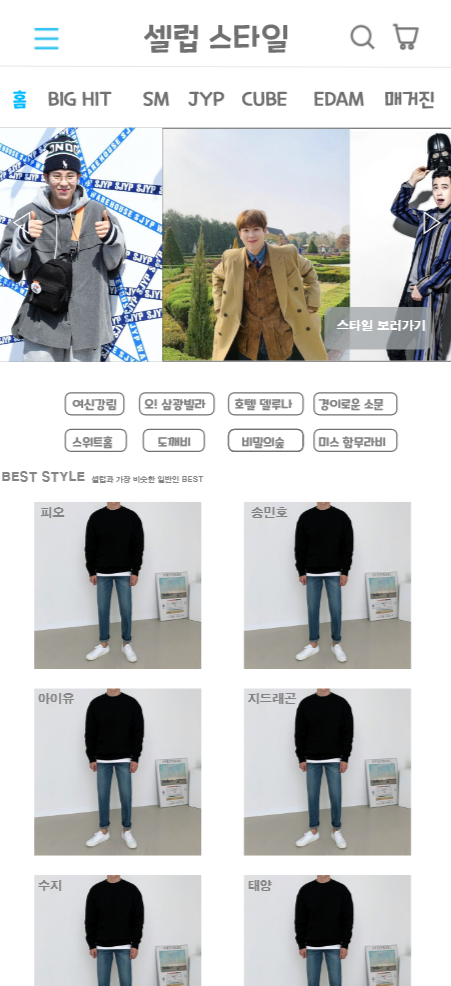 셀럽 스타일
홈 BIG HIT SM JYP CUBE EDAM 매거진
스타일 보러가기
여신강림 오! 삼광빌라 호텔 델루나 경이로운 소문
스위트홈 도깨비 비밀의숲 미스 함무라비
BEST STYLE 셀럽과 가장 비슷한 일반인 BEST
피오 송민호
아이유 지드래곤
수지 태양